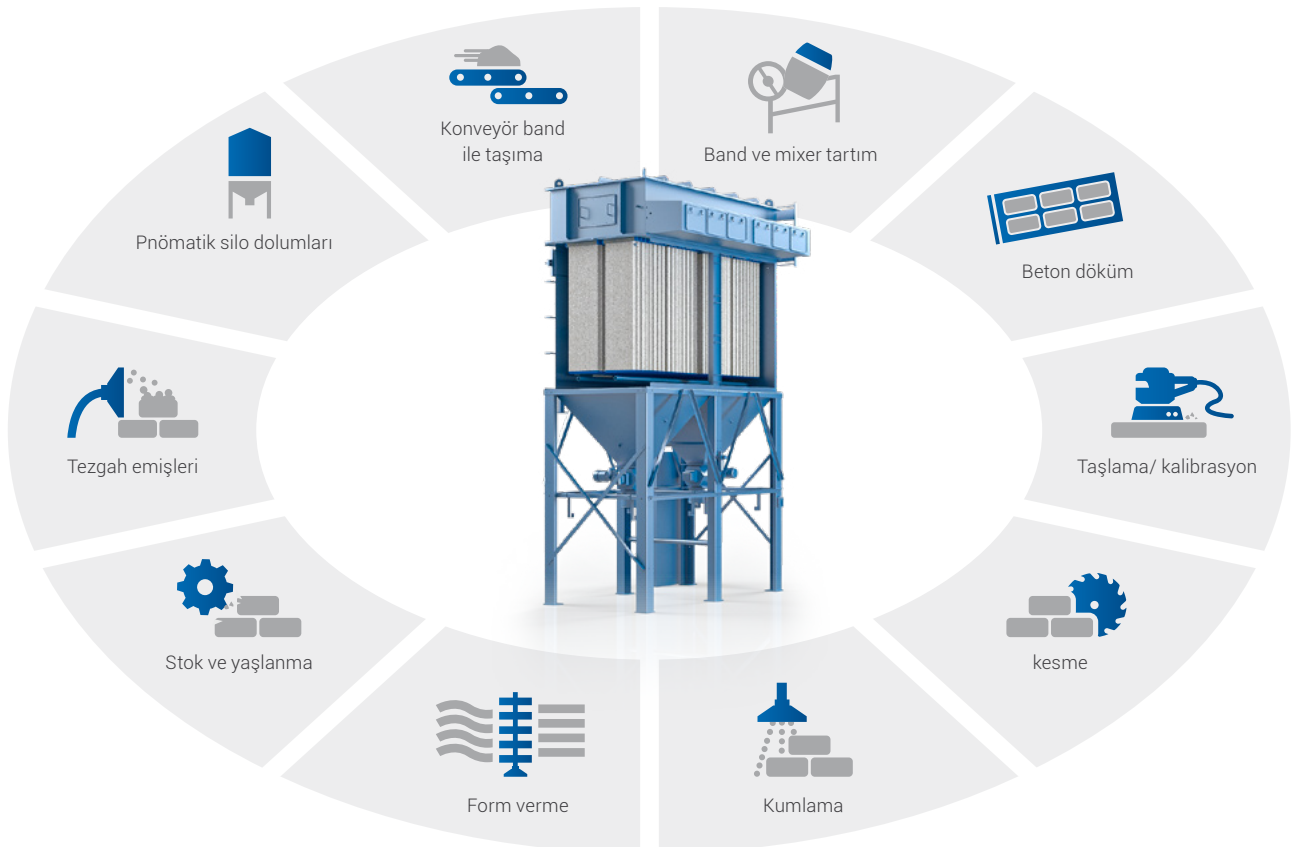 Konveyör band
ile taşıma
Band ve mixer tartım
Pnömatik silo dolumları
Beton döküm
Tezgah emişleri
Taşlama/ kalibrasyon
Stok ve yaşlanma
kesme
Form verme
Kumlama